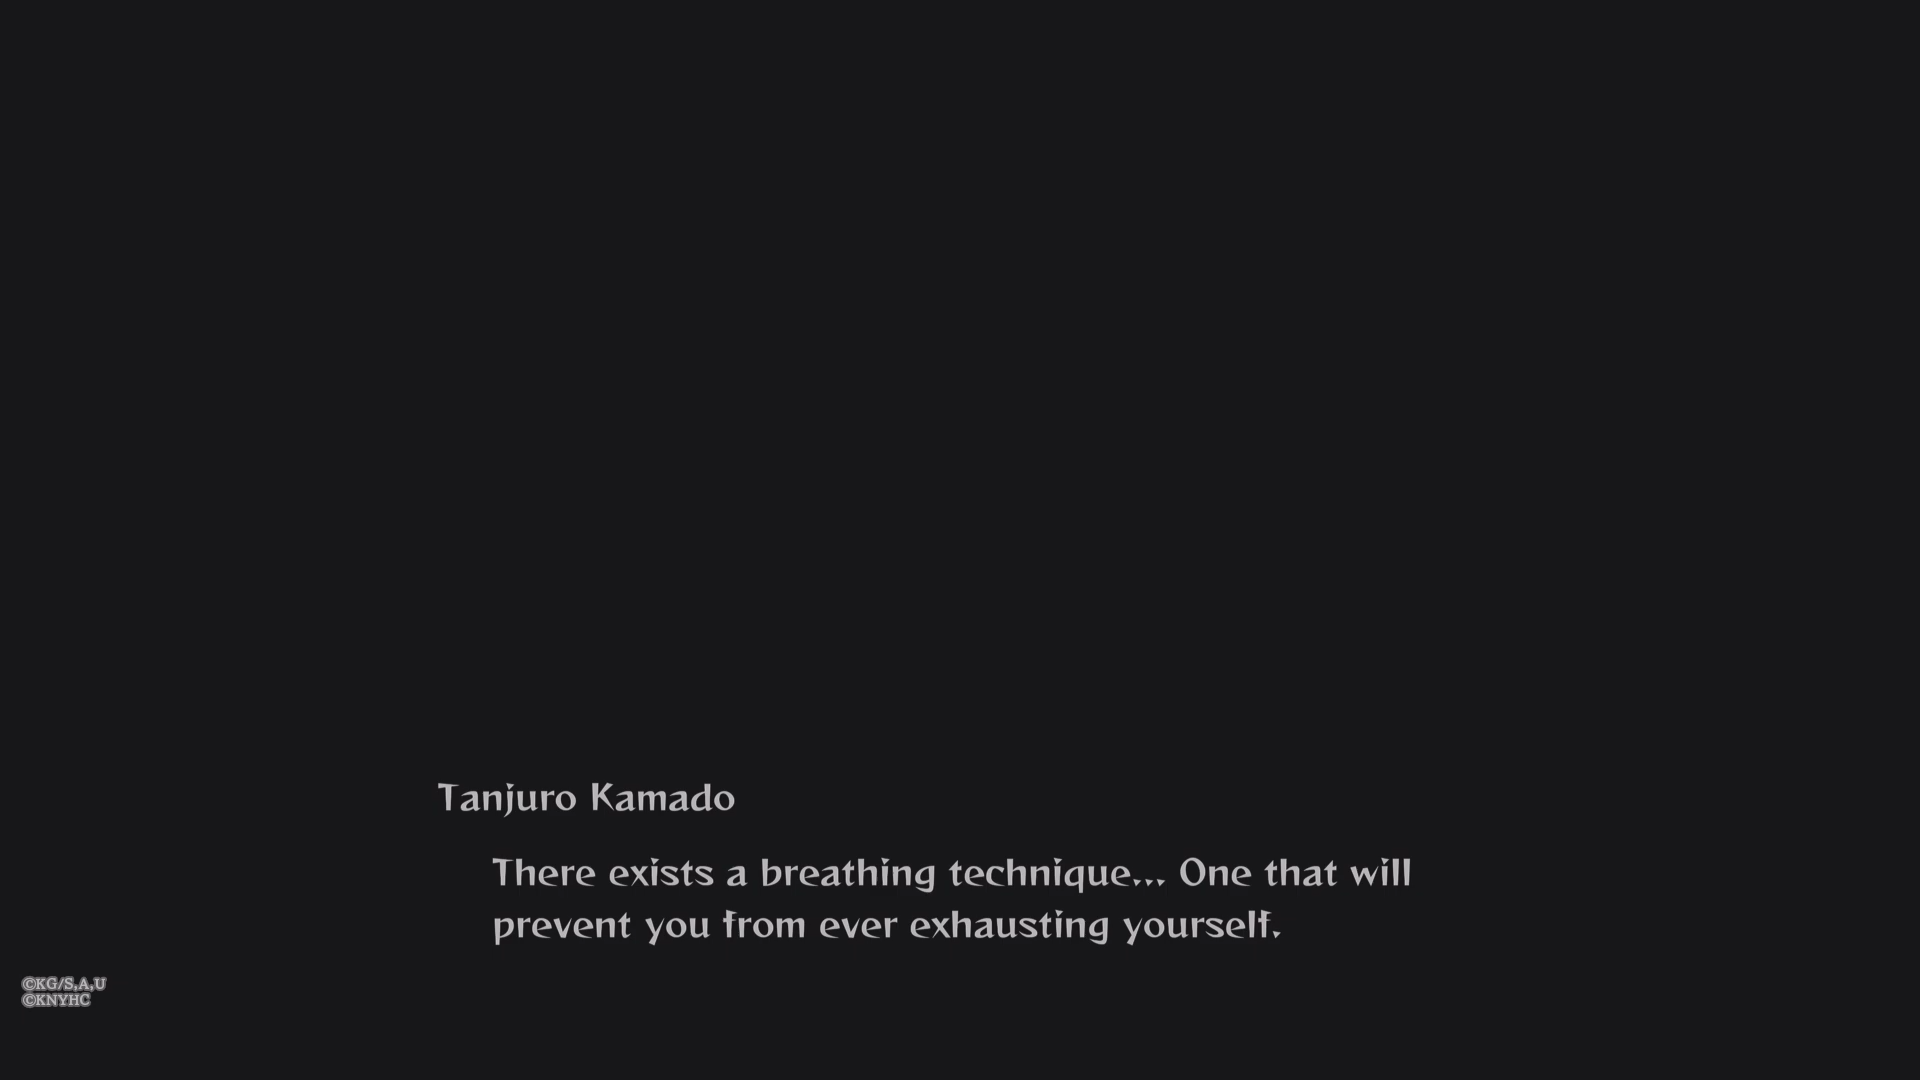 Tanjuro Kamado
There exists a breathing technique... One that will
prevent you from ever exhausting yourself.
©KG/S,A,U
©KNYHC